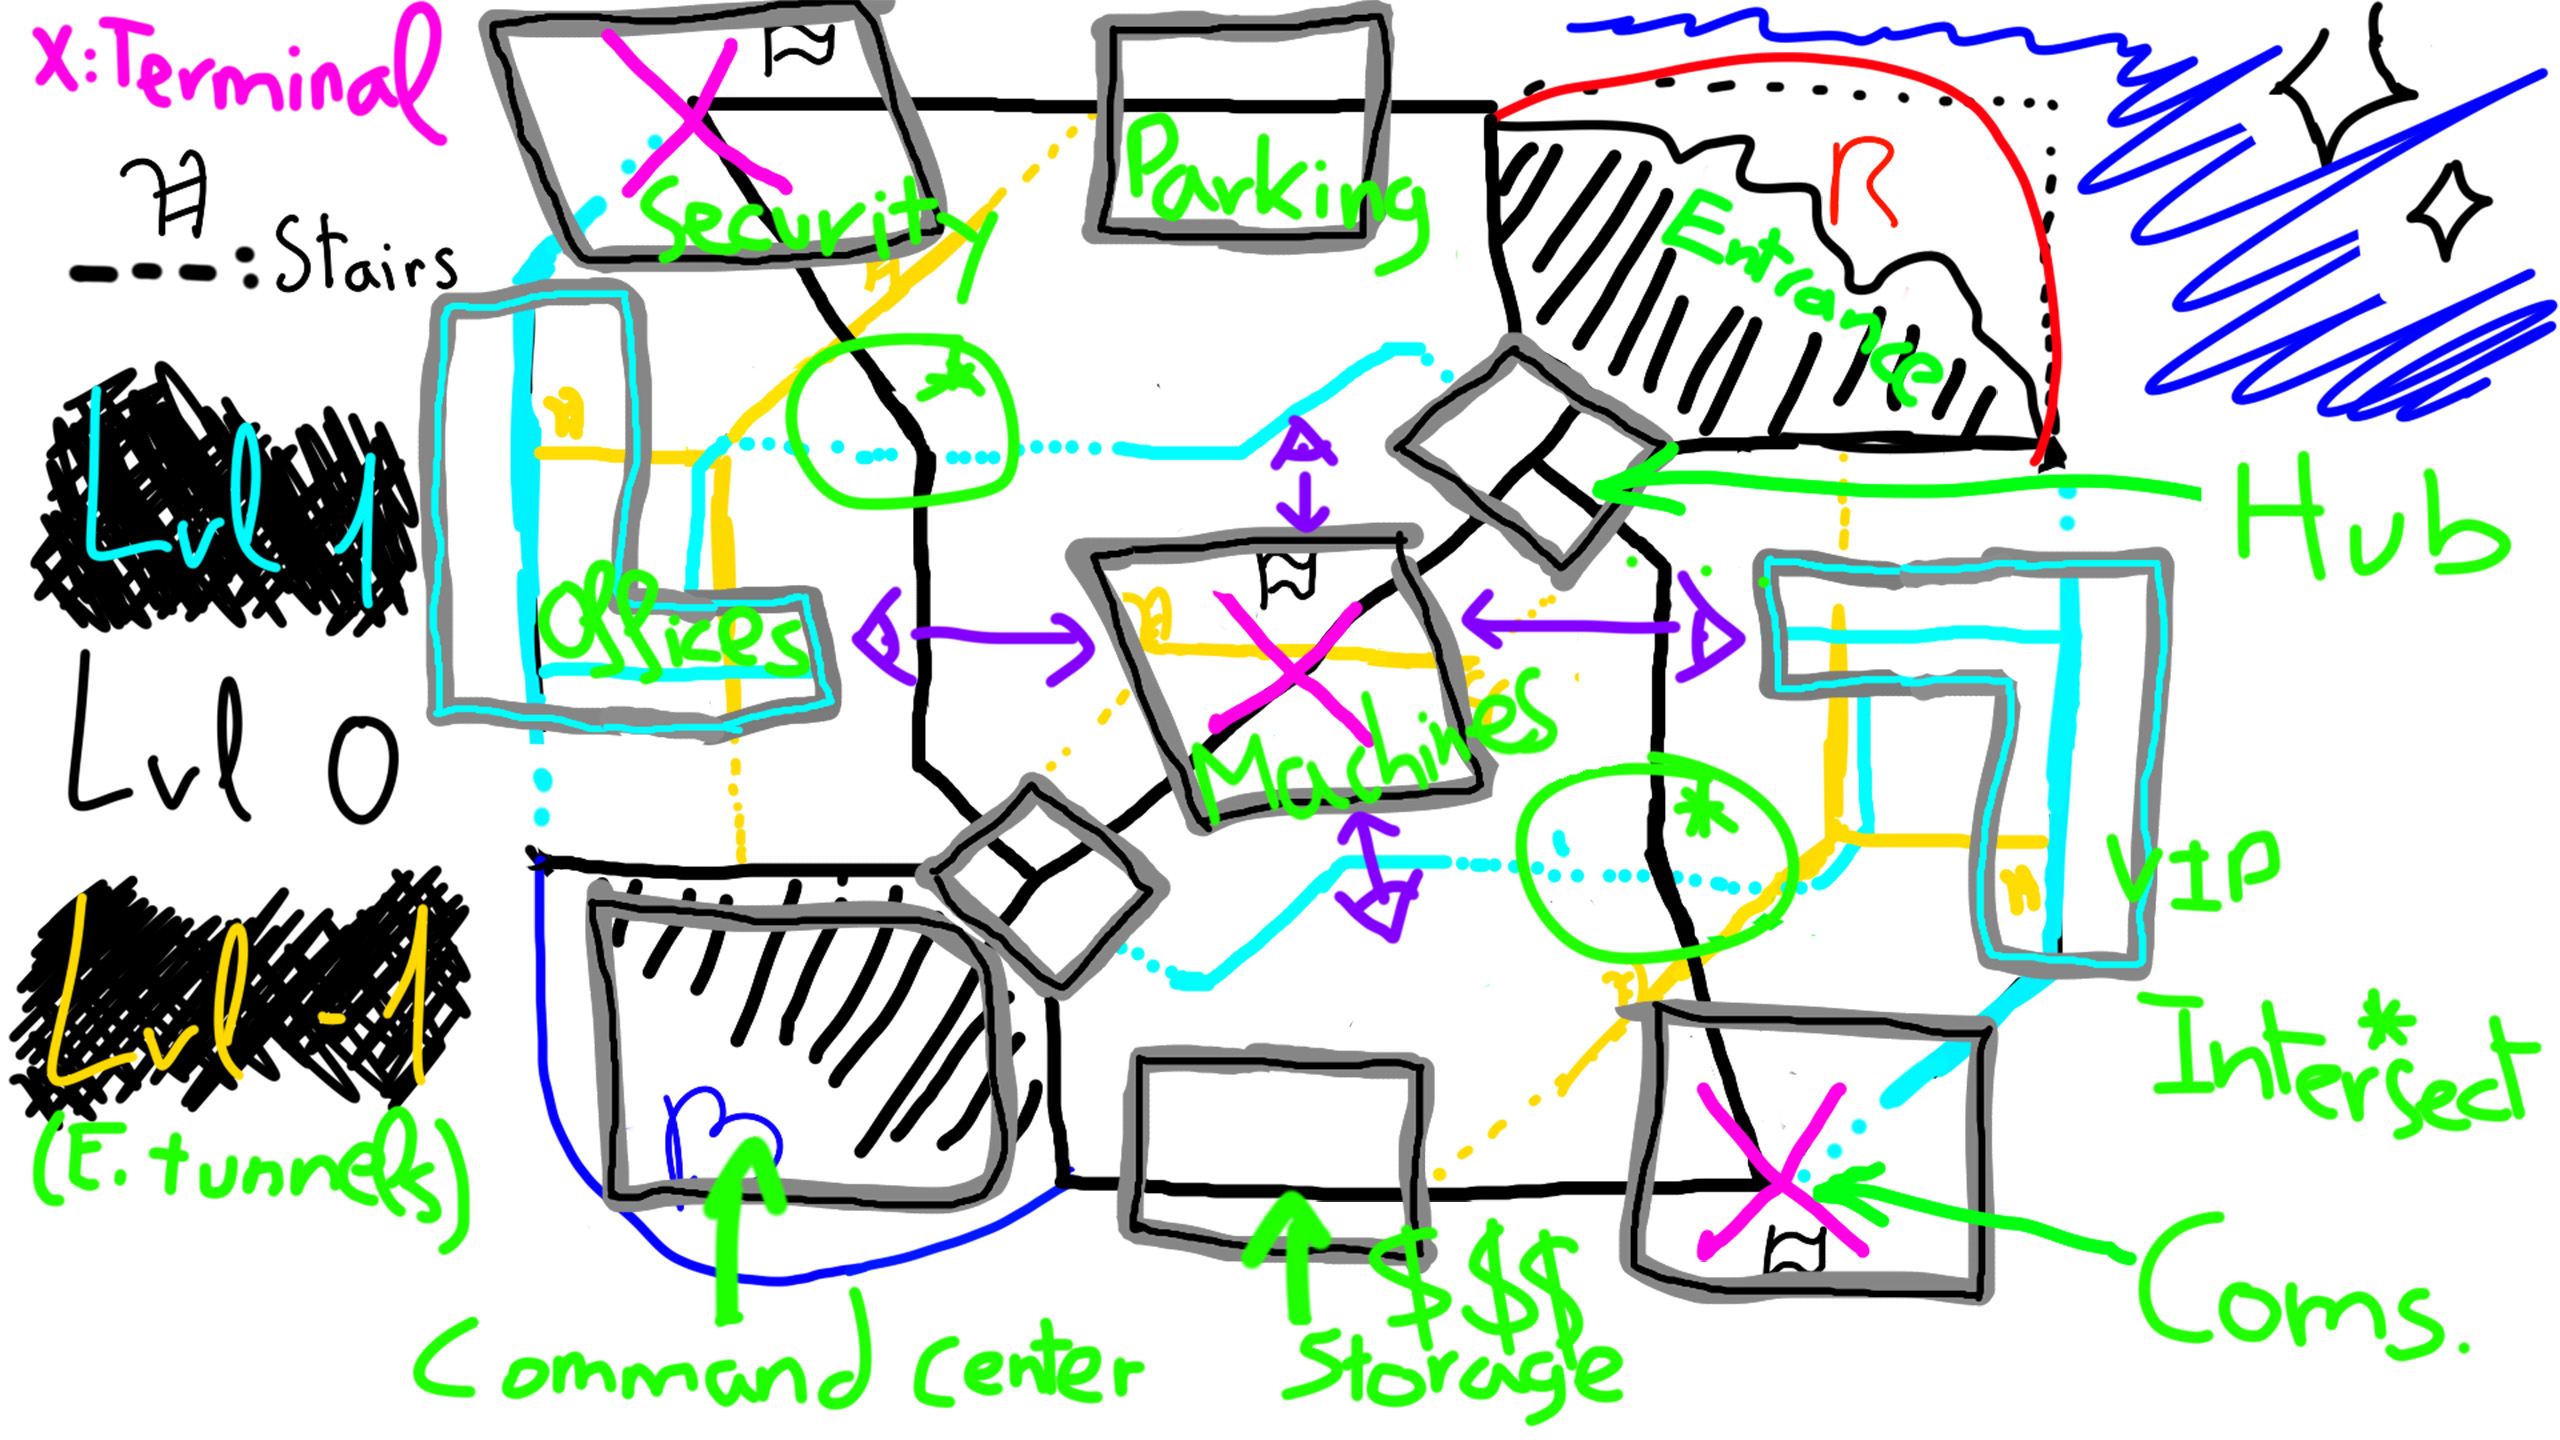 X:Terminal
---:Stairs
Lvl 1
Lvl 0
Lvl -1
(E. tunnels)
Security
Parking
Entrance
R
Hub
Offices
Machines
VIP
*
*
Intersect
*
B
Command Center
$$$
Storage
Coms.